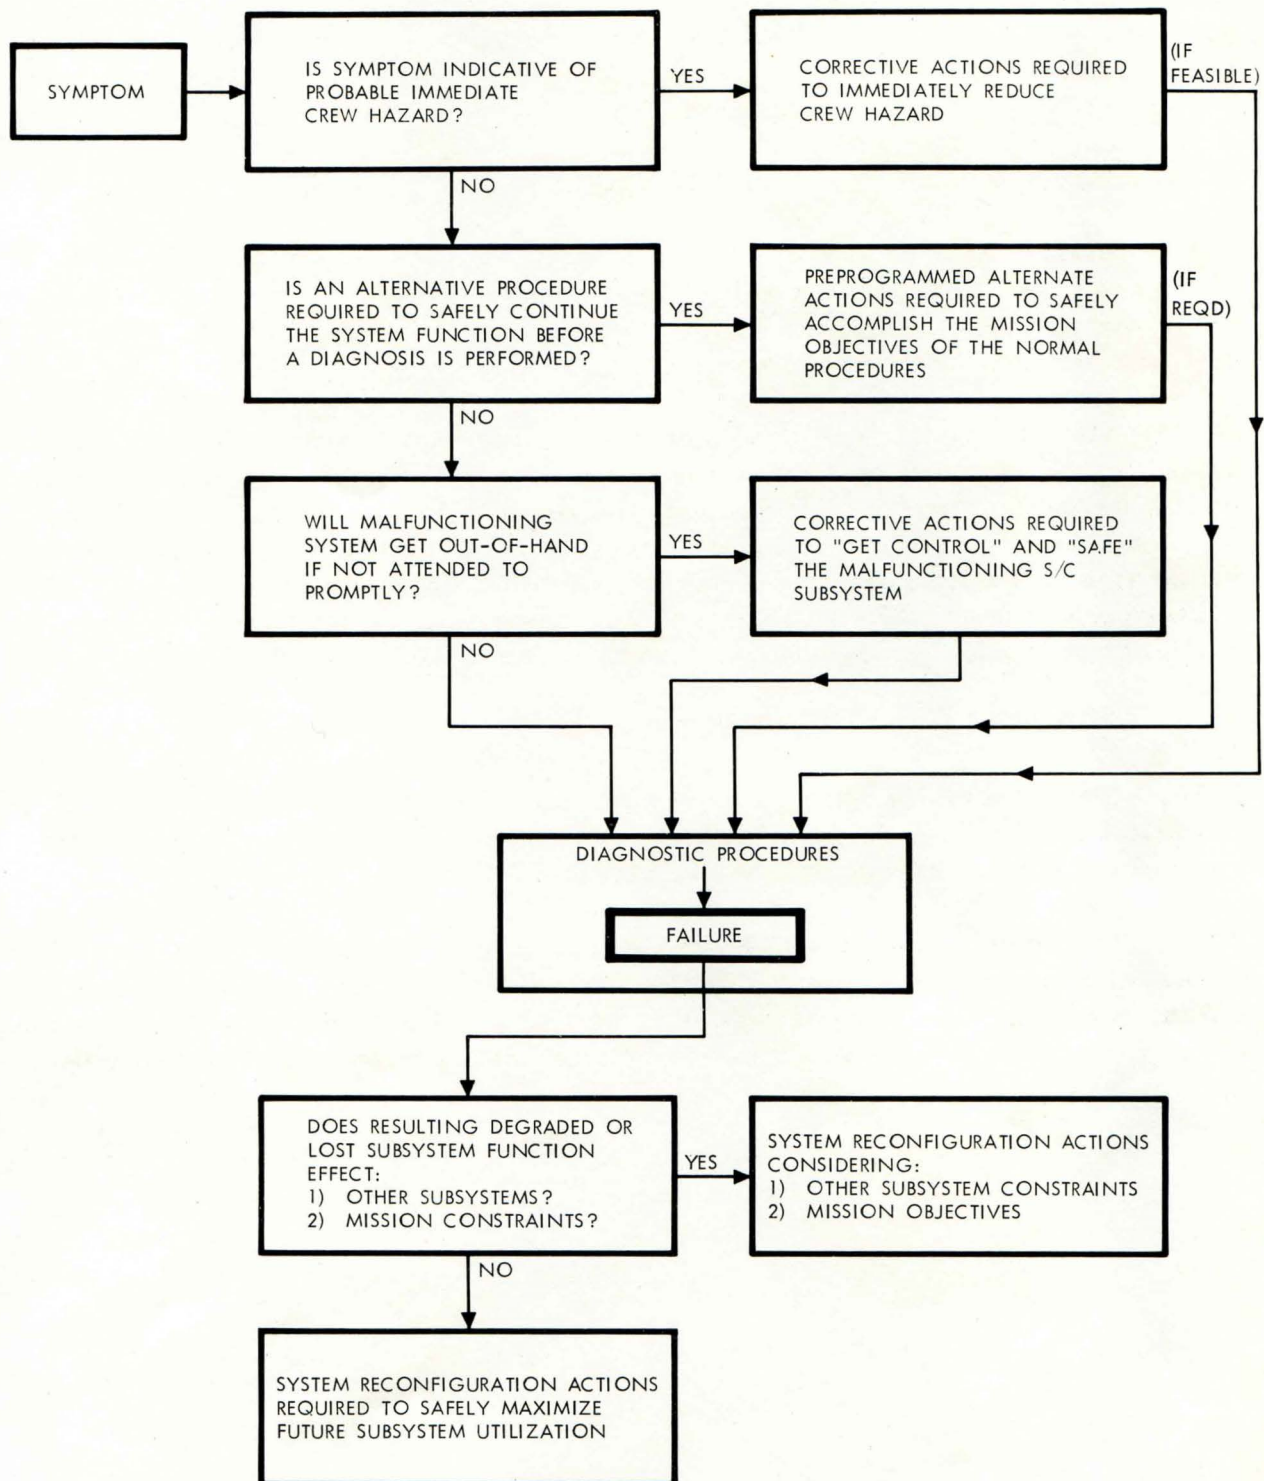 SYMPTOM
IS SYMPTOM INDICATIVE OF
PROBABLE IMMEDIATE
CREW HAZARD?
YES
CORRECTIVE ACTIONS REQUIRED
TO IMMEDIATELY REDUCE
CREW HAZARD
(IF
FEASIBLE)
NO
IS AN ALTERNATIVE PROCEDURE
REQUIRED TO SAFELY CONTINUE
THE SYSTEM FUNCTION BEFORE
A DIAGNOSIS IS PERFORMED?
YES
PREPROGRAMMED ALTERNATE
ACTIONS REQUIRED TO SAFELY
ACCOMPLISH THE MISSION
OBJECTIVES OF THE NORMAL
PROCEDURES
(IF
REQD)
NO
WILL MALFUNCTIONING
SYSTEM GET OUT-OF-HAND
IF NOT ATTENDED TO
PROMPTLY?
YES
CORRECTIVE ACTIONS REQUIRED
TO "GET CONTROL" AND "SAFE"
THE MALFUNCTIONING S/C
SUBSYSTEM
NO
DIAGNOSTIC PROCEDURES
FAILURE
DOES RESULTING DEGRADED OR
LOST SUBSYSTEM FUNCTION
EFFECT:
1) OTHER SUBSYSTEMS?
2) MISSION CONSTRAINTS?
YES
SYSTEM RECONFIGURATION ACTIONS
CONSIDERING:
1) OTHER SUBSYSTEM CONSTRAINTS
2) MISSION OBJECTIVES
NO
SYSTEM RECONFIGURATION ACTIONS
REQUIRED TO SAFELY MAXIMIZE
FUTURE SUBSYSTEM UTILIZATION